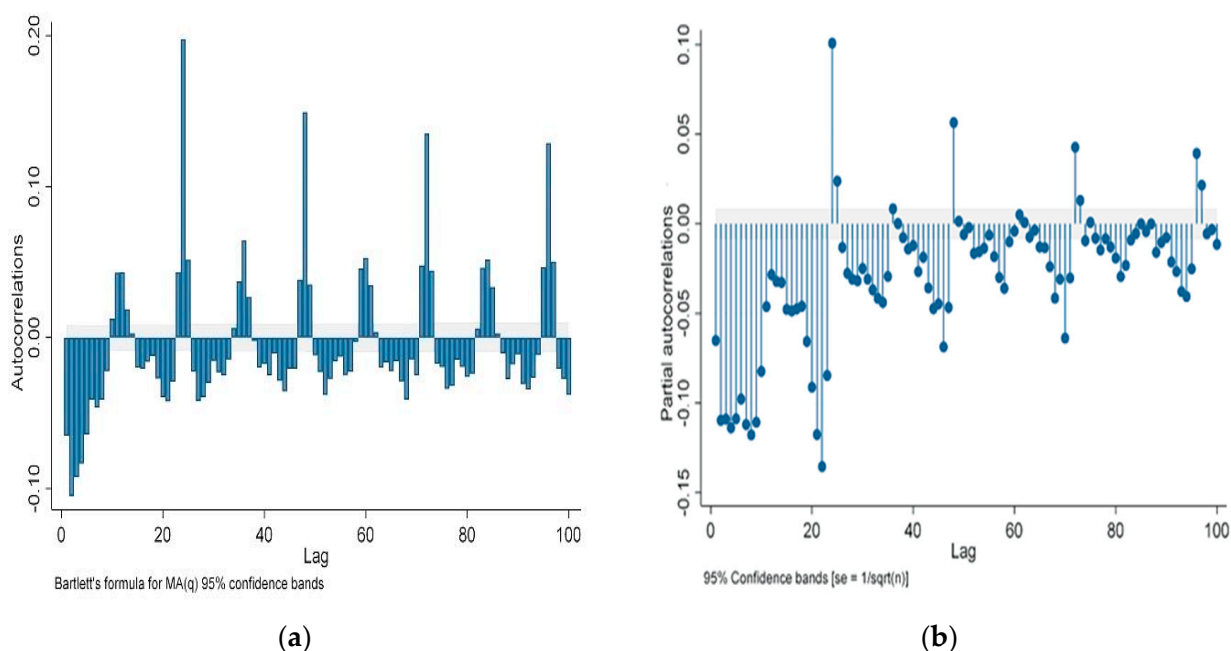 Autocorrelations
0.20
0.10
0.00
-0.10
0 20 40 60 80 100
Lag
Bartlett's formula for MA(q) 95% confidence bands
(a)
Partial autocorrelations
0.10
0.05
0.00
-0.05
-0.10
-0.15
0 20 40 60 80 100
Lag
95% Confidence bands [se = 1/sqrt(n)]
(b)